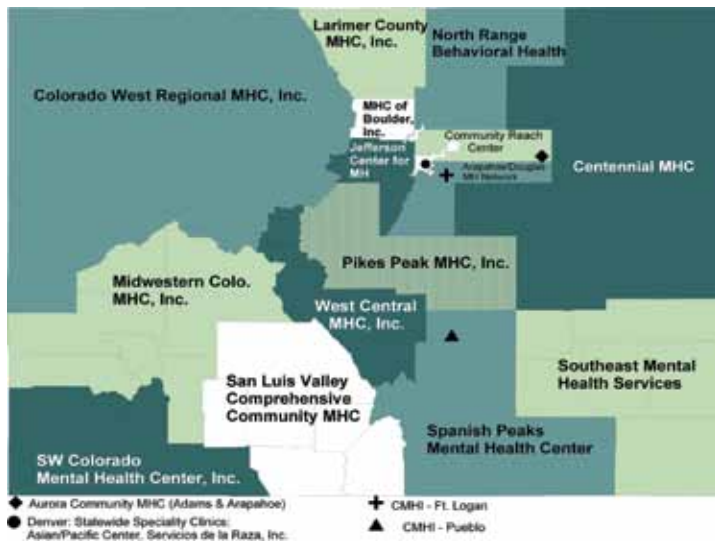 Larimer County
MHC, Inc.
North Range
Behavioral Health
Colorado West Regional MHC, Inc.
MHC of
Boulder,
Inc.
Community Reach
Center
Jefferson
Center for
MH
Arapahoe/Douglas
MH Network
Centennial MHC
Pikes Peak MHC, Inc.
Midwestern Colo.
MHC, Inc.
West Central
MHC, Inc.
San Luis Valley
Comprehensive
Community MHC
Southeast Mental
Health Services
Spanish Peaks
Mental Health Center
SW Colorado
Mental Health Center, Inc.
Aurora Community MHC (Adams & Arapahoe)
CMHI - Ft. Logan
Denver: Statewide Speciality Clinics:
Asian/Pacific Center, Servicios de la Raza, Inc.
CMHI - Pueblo